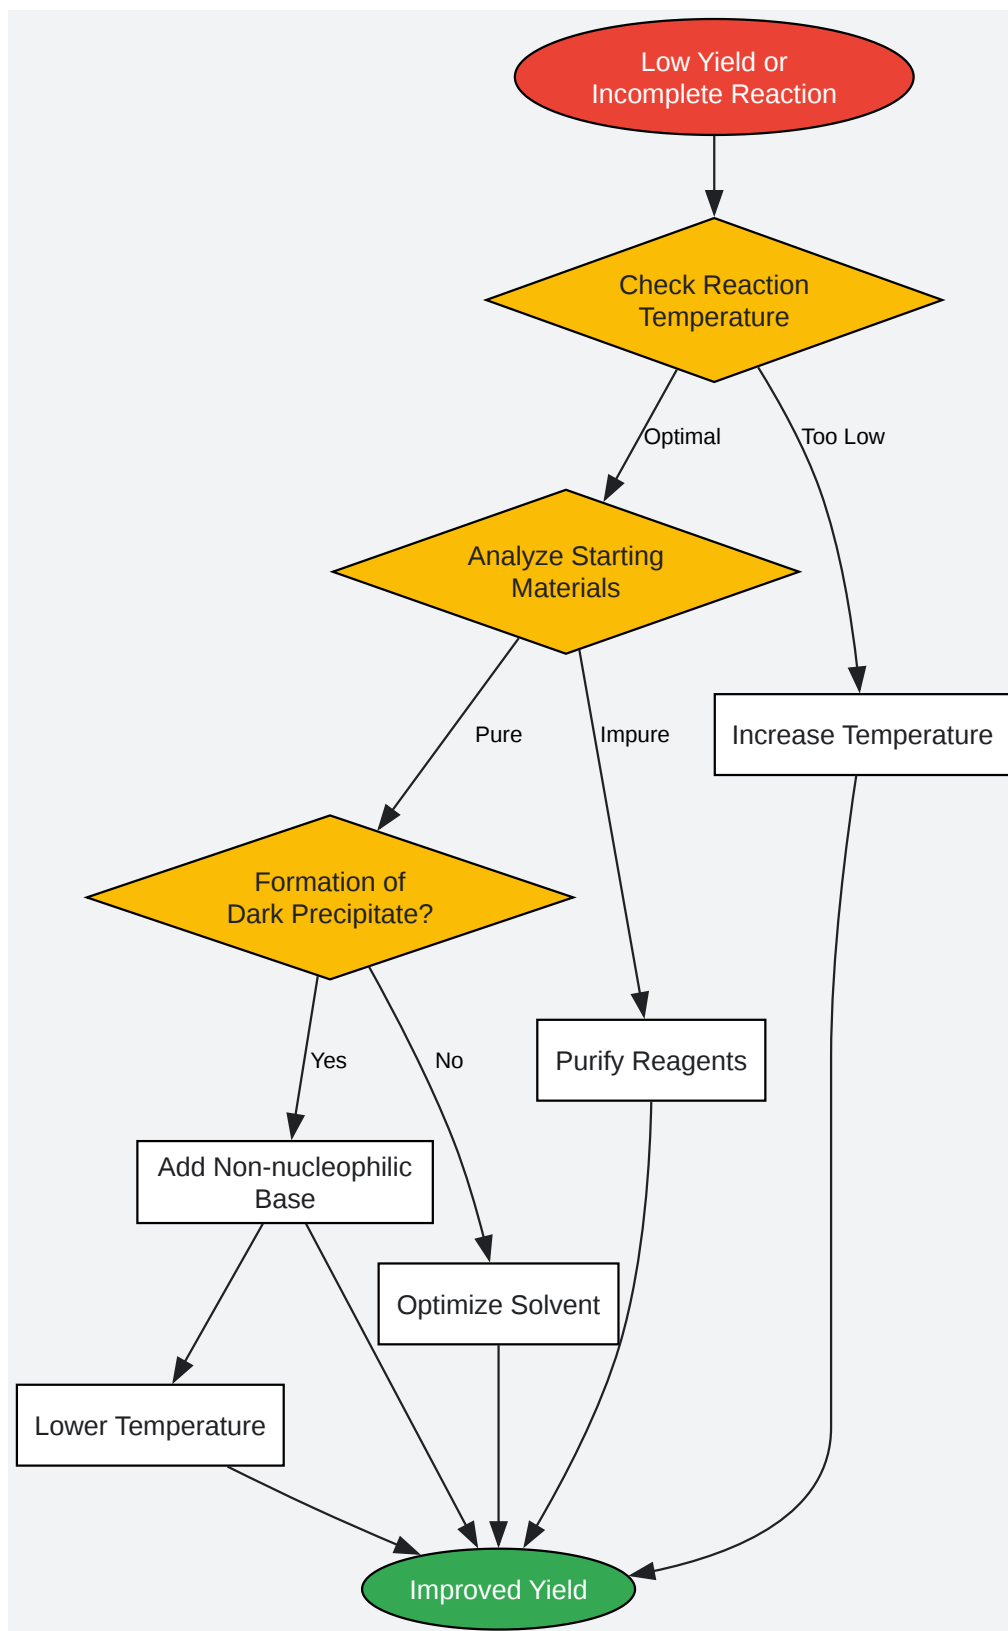 Low Yield or
Incomplete Reaction
Check Reaction
Temperature
Optimal
Too Low
Analyze Starting
Materials
Pure
Impure
Increase Temperature
Formation of
Dark Precipitate?
Yes
No
Purify Reagents
Add Non-nucleophilic
Base
Optimize Solvent
Lower Temperature
Improved Yield